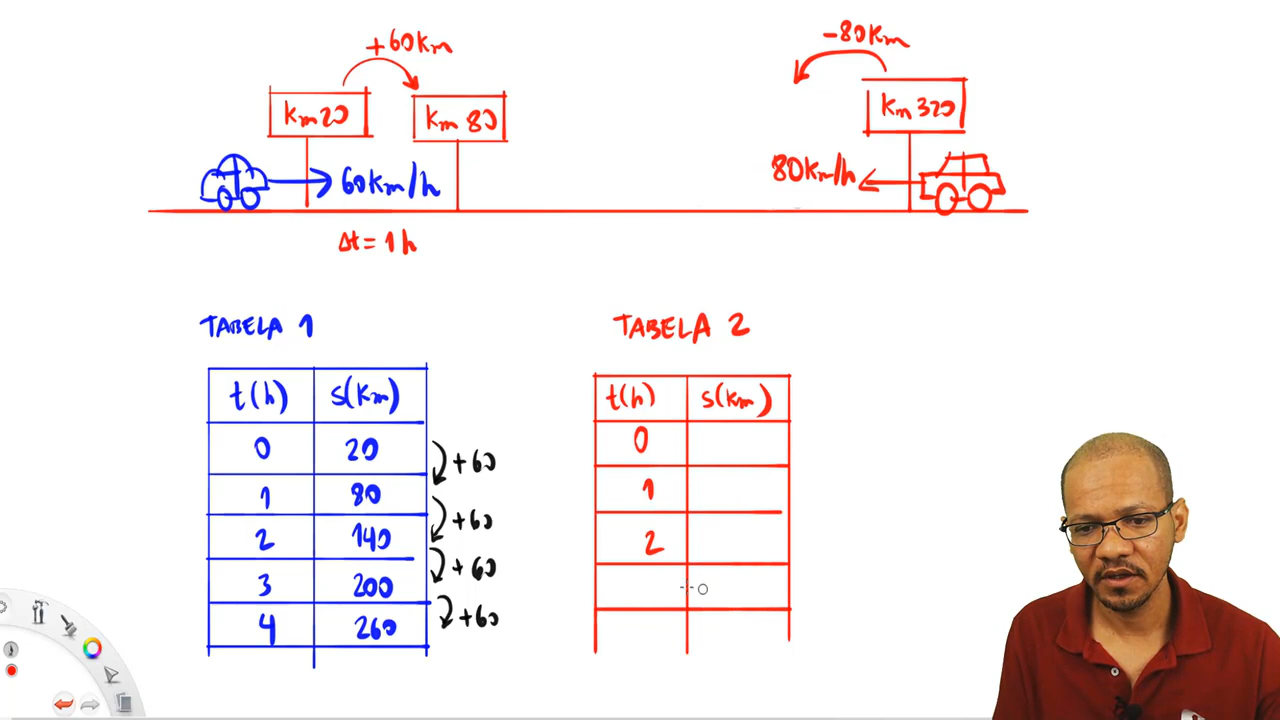 +60Km
-80Km
Km 20
Km 80
Km 320
60Km/h
80Km/h
Δt = 1h
TABELA 1
t(h) s(Km)
0 20
1 80
2 140
3 200
4 260
+60
+60
+60
+60
TABELA 2
t(h) s(Km)
0
1
2